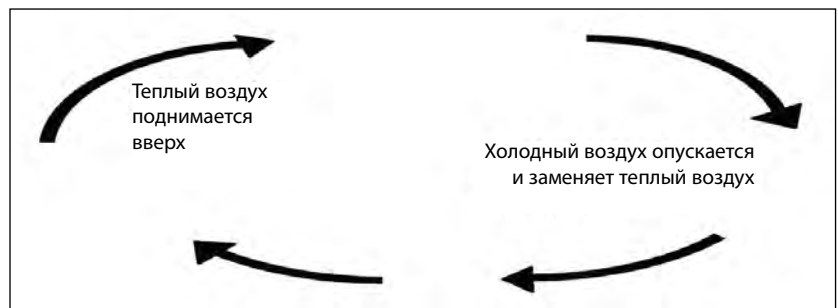 Теплый воздух
поднимается
вверх
Холодный воздух опускается
и заменяет теплый воздух